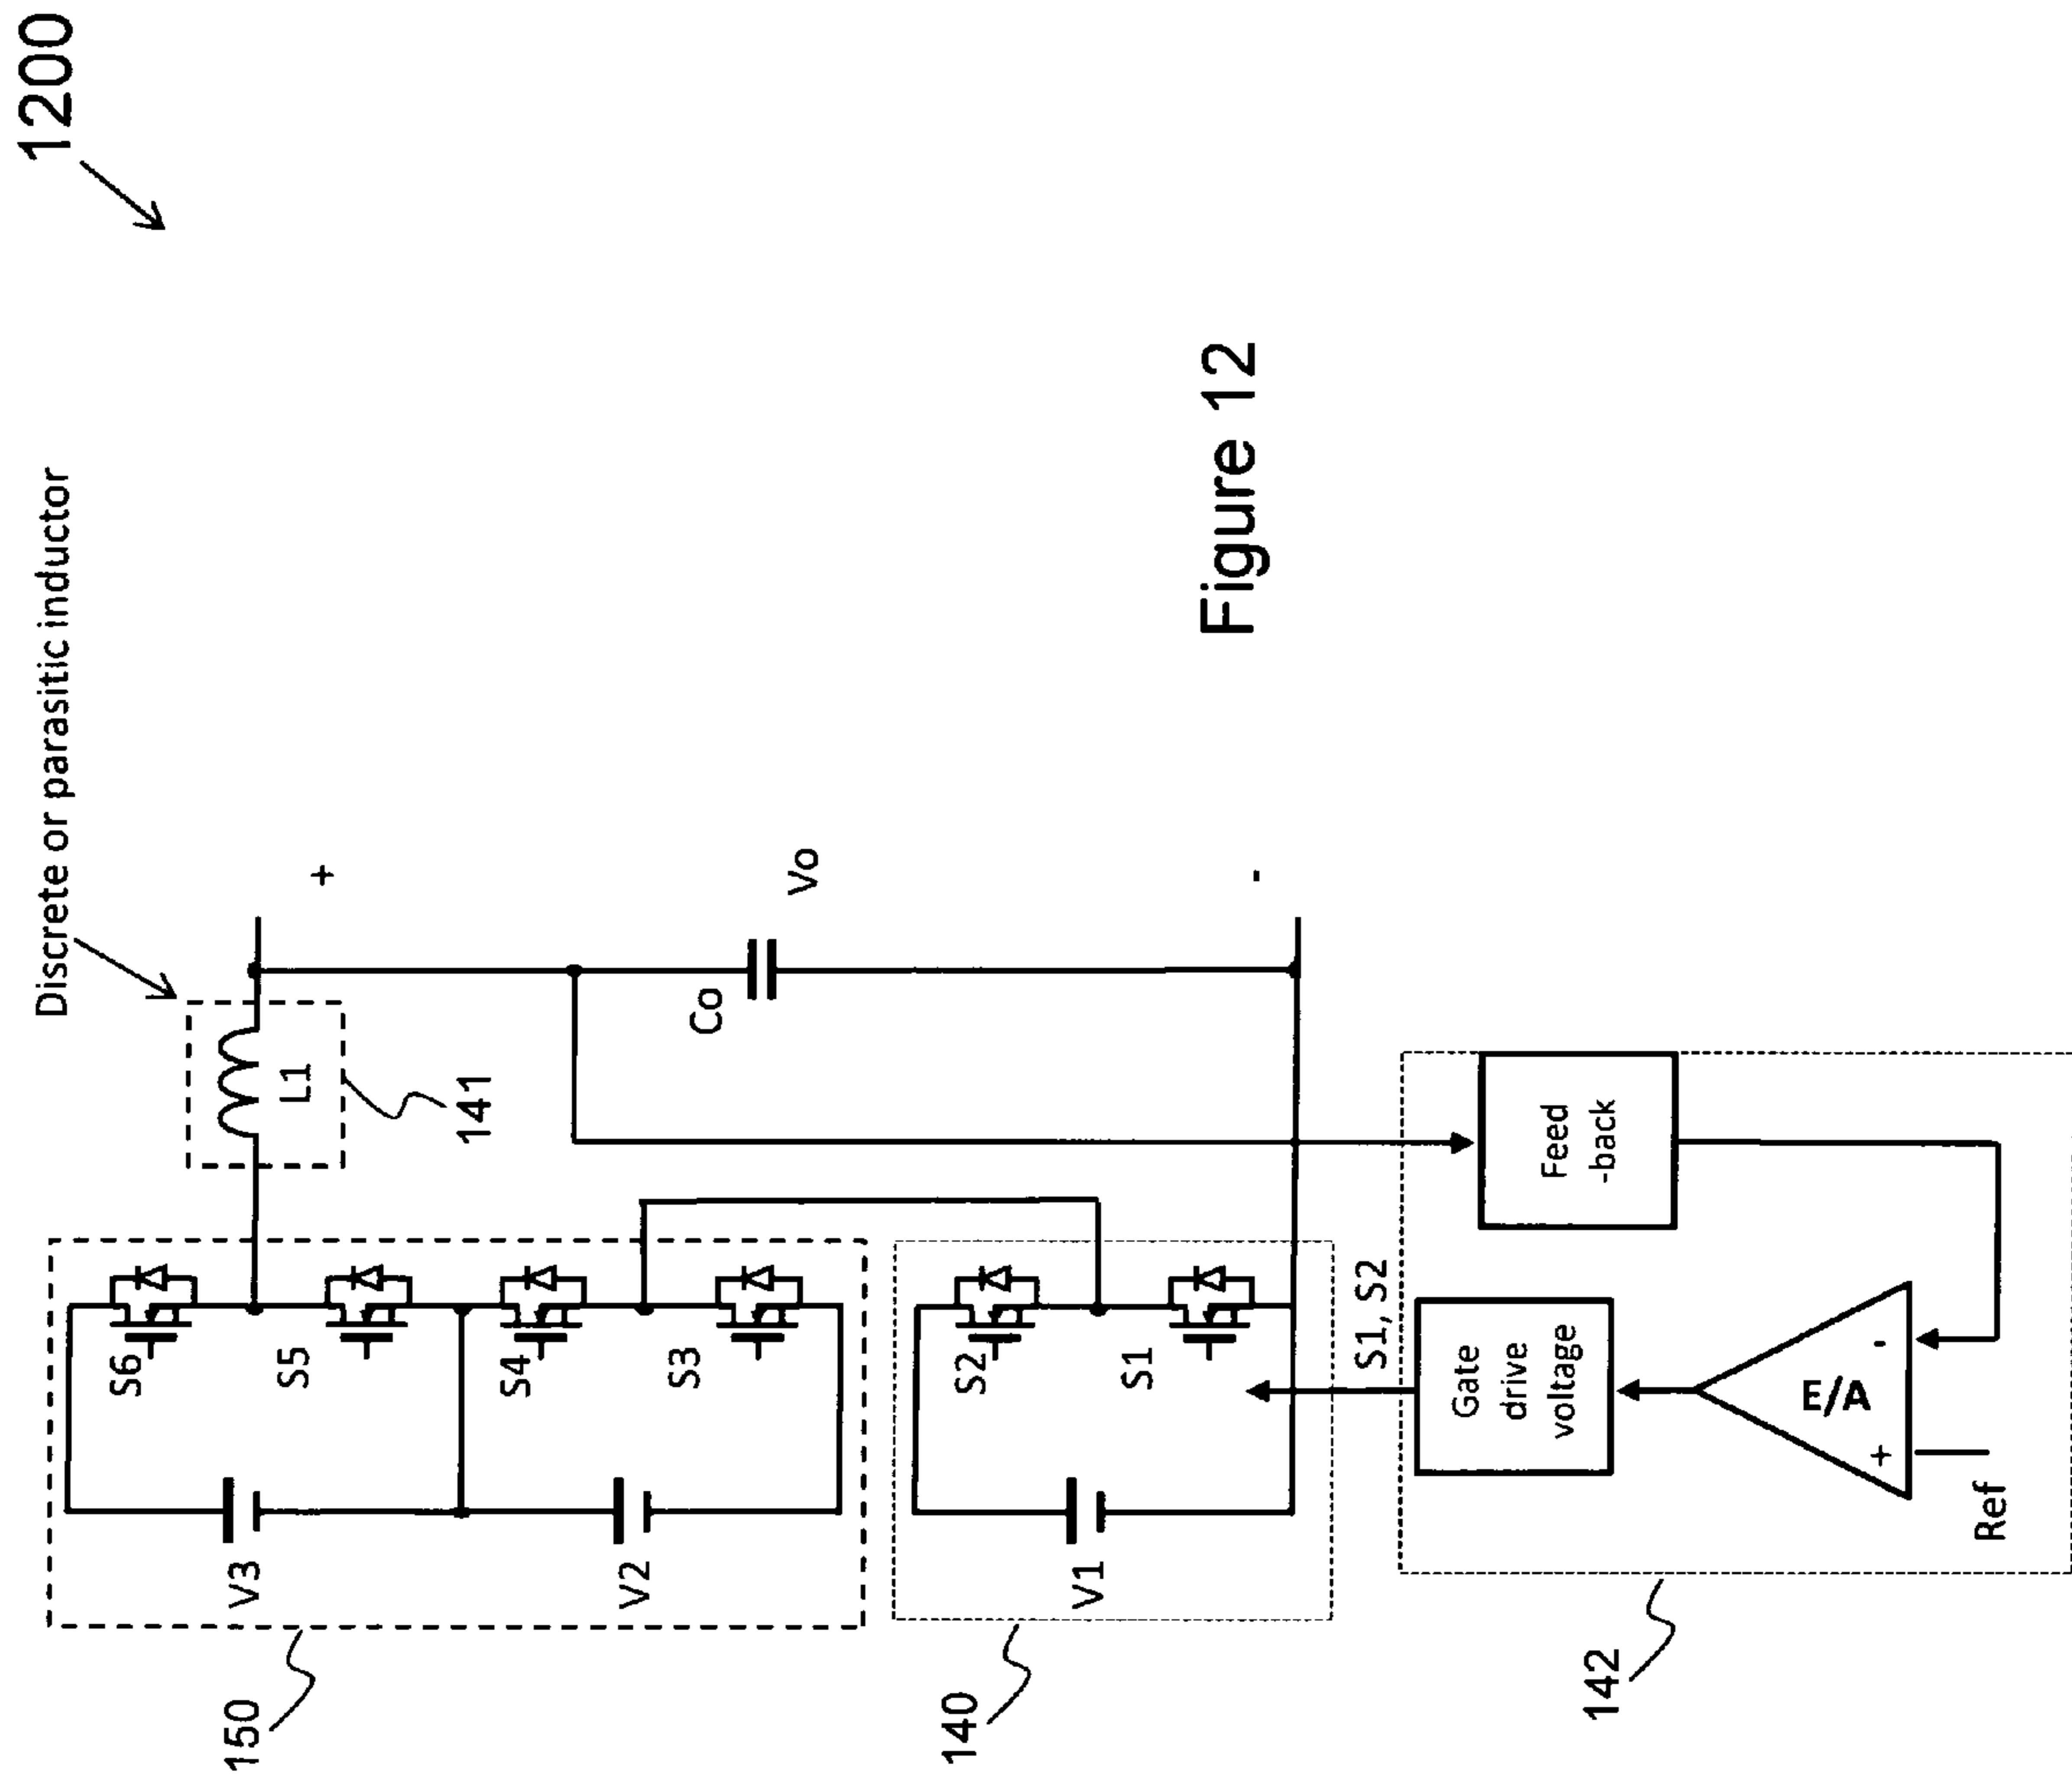 1200
Discrete or parasitic inductor
L1
141
+
Vo
-
Co
S6
S5
S4
S3
V3
V2
150
S2
S1
V1
140
S1, S2
Gate
drive
voltage
Feed
-back
E/A
+
-
Ref
142
Figure 12